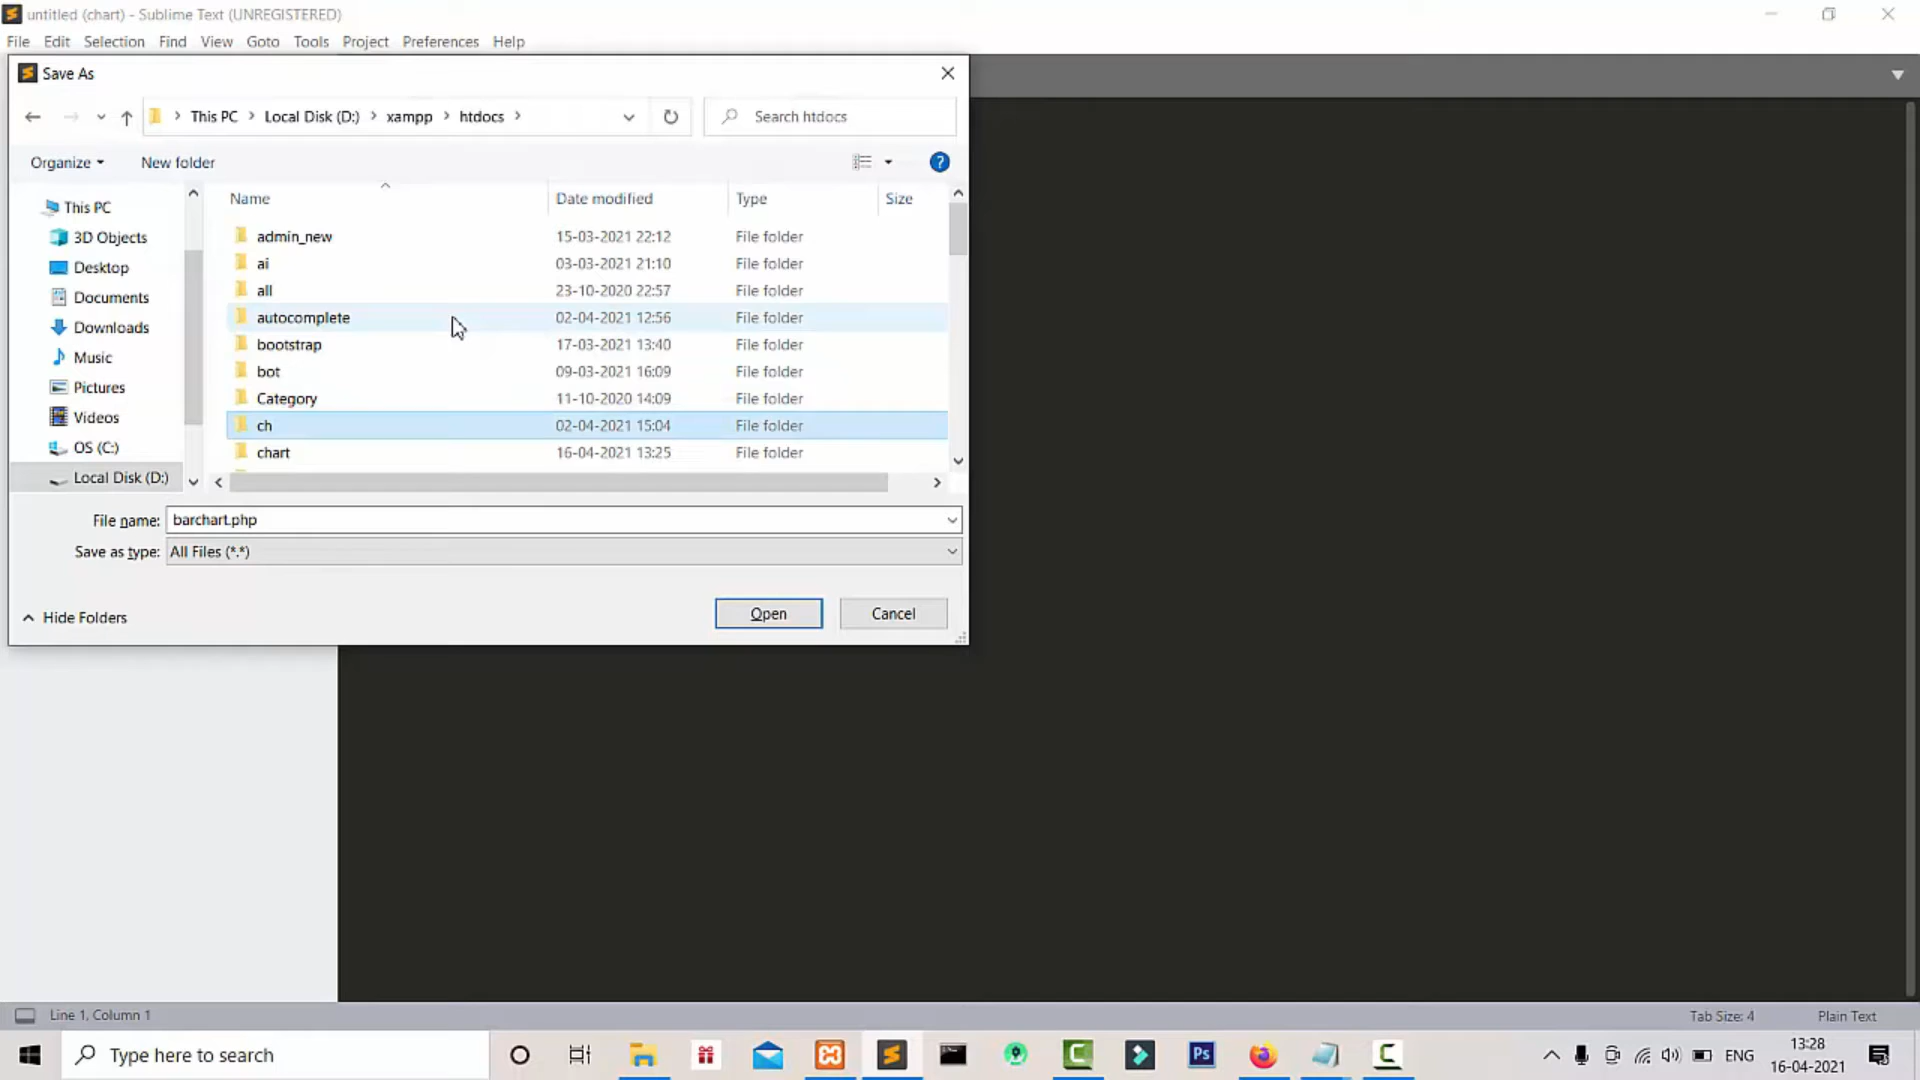 untitled (chart) - Sublime Text (UNREGISTERED)
File Edit Selection Find View Goto Tools Project Preferences Help
Save As
This PC Local Disk (D:) xampp htdocs
Search htdocs
Organize New folder
Name Date modified Type Size
This PC
3D Objects
Desktop
Documents
Downloads
Music
Pictures
Videos
OS (C:)
Local Disk (D:)
admin_new 15-03-2021 22:12 File folder
ai 03-03-2021 21:10 File folder
all 23-10-2020 22:57 File folder
autocomplete 02-04-2021 12:56 File folder
bootstrap 17-03-2021 13:40 File folder
bot 09-03-2021 16:09 File folder
Category 11-10-2020 14:09 File folder
ch 02-04-2021 15:04 File folder
chart 16-04-2021 13:25 File folder
File name: barchart.php
Save as type: All Files (*.*)
Hide Folders
Open Cancel
Line 1, Column 1
Tab Size: 4 Plain Text
Type here to search
Ps
ENG
13:28
16-04-2021